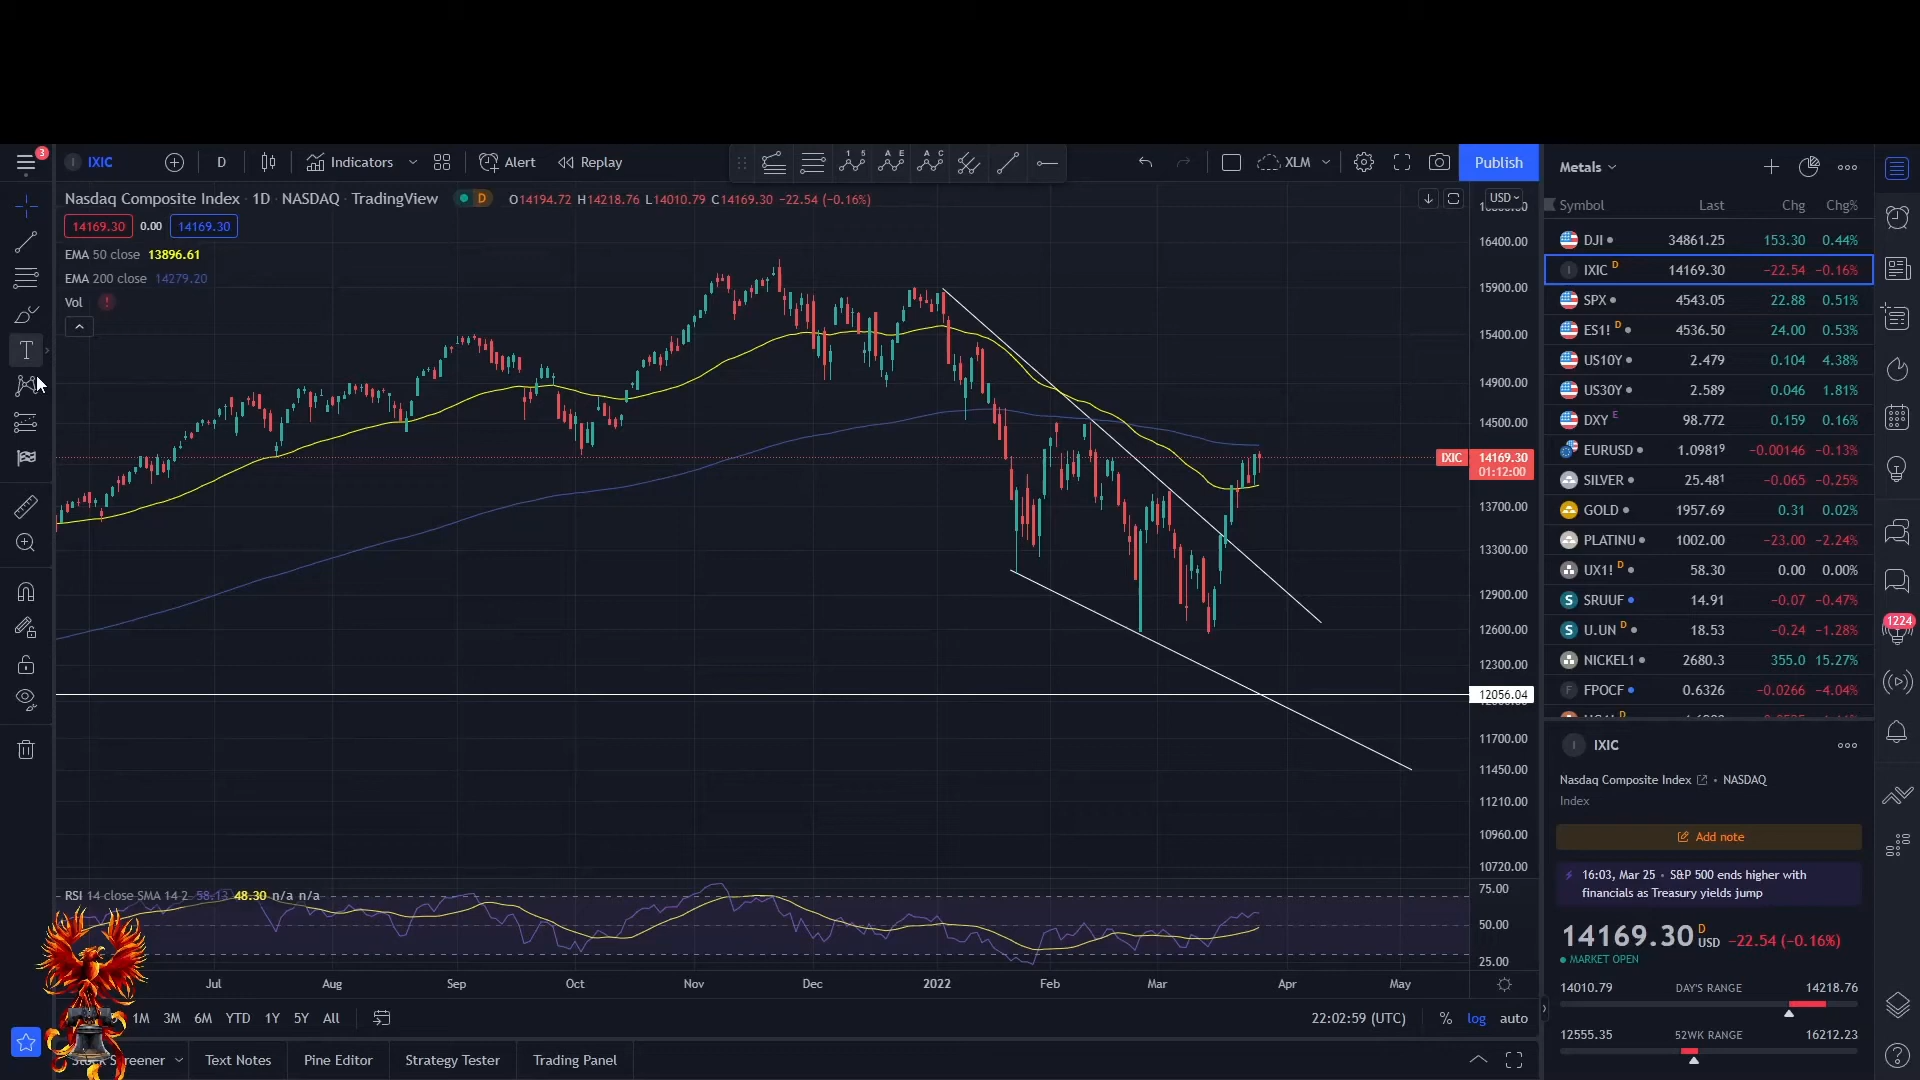 3
IXIC
D
Indicators
Alert
Replay
XLM
Publish
Nasdaq Composite Index · 1D · NASDAQ · TradingView
D
O14194.72 H14218.76 L14010.79 C14169.30 −22.54 (−0.16%)
14169.30 0.00 14169.30
EMA 50 close 13896.61
EMA 200 close 14279.20
Vol !
USD
16400.00
15900.00
15400.00
14900.00
14500.00
IXIC 14169.30
01:12:00
13700.00
13300.00
12900.00
12600.00
12300.00
12056.04
11700.00
11450.00
11210.00
10960.00
10720.00
RSI 14 close SMA 14 2 58.13 48.30 n/a n/a
75.00
50.00
25.00
Jul Aug Sep Oct Nov Dec 2022 Feb Mar Apr May
1M 3M 6M YTD 1Y 5Y All
22:02:59 (UTC) % log auto
Text Notes Pine Editor Strategy Tester Trading Panel
Metals
Symbol Last Chg Chg%
DJI 34861.25 153.30 0.44%
IXIC D 14169.30 −22.54 −0.16%
SPX 4543.05 22.88 0.51%
ES1! D 4536.50 24.00 0.53%
US10Y 2.479 0.104 4.38%
US30Y 2.589 0.046 1.81%
DXY E 98.772 0.159 0.16%
EURUSD 1.09819 −0.00146 −0.13%
SILVER 25.481 −0.065 −0.25%
GOLD 1957.69 0.31 0.02%
PLATINU 1002.00 −23.00 −2.24%
UX1! D 58.30 0.00 0.00%
S SRUUF 14.91 −0.07 −0.47%
S U.UN D 18.53 −0.24 −1.28%
NICKEL1 2680.3 355.0 15.27%
F FPOCF 0.6326 −0.0266 −4.04%
1224
IXIC
Nasdaq Composite Index • NASDAQ
Index
Add note
16:03, Mar 25 • S&P 500 ends higher with
financials as Treasury yields jump
14169.30 D USD −22.54 (−0.16%)
MARKET OPEN
14010.79 DAY'S RANGE 14218.76
12555.35 52WK RANGE 16212.23